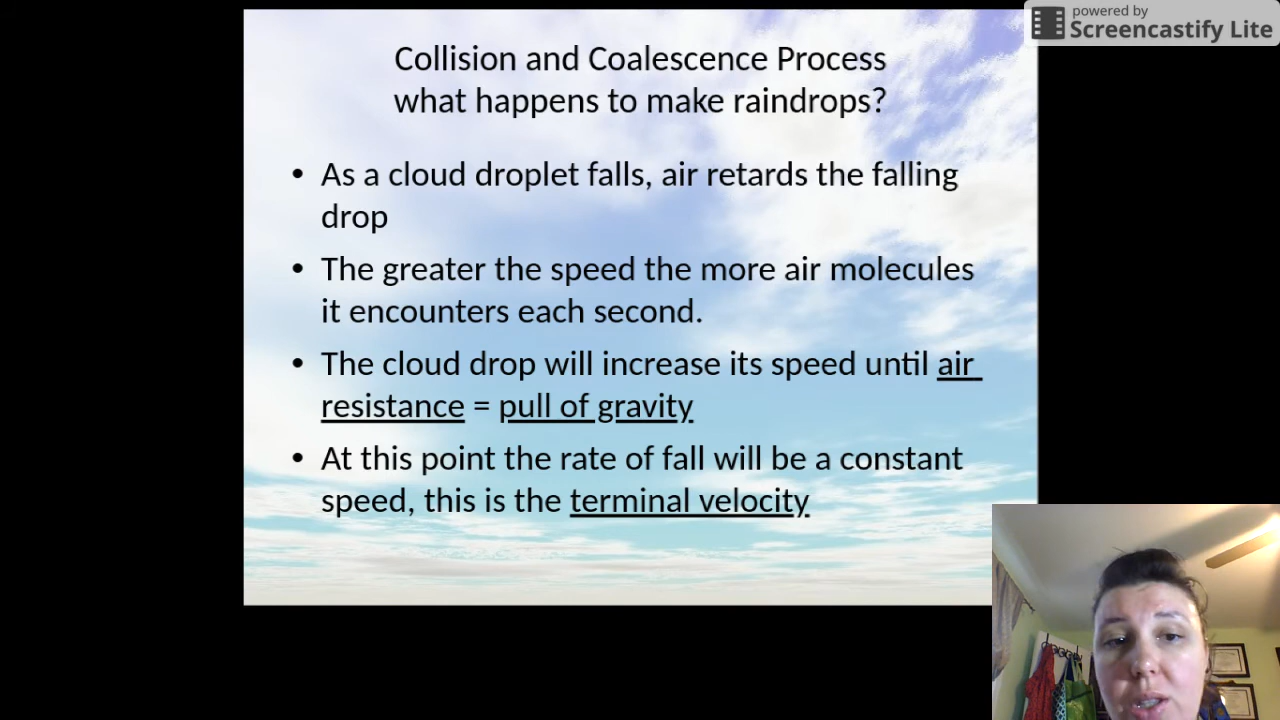 powered by
Screencastify Lite
Collision and Coalescence Process
what happens to make raindrops?
• As a cloud droplet falls, air retards the falling
drop
• The greater the speed the more air molecules
it encounters each second.
• The cloud drop will increase its speed until air
resistance = pull of gravity
• At this point the rate of fall will be a constant
speed, this is the terminal velocity